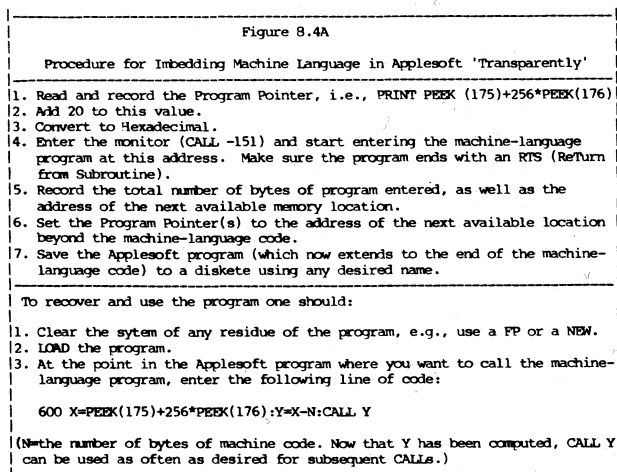 Figure 8.4A
Procedure for Imbedding Machine Language in Applesoft 'Transparently'
1. Read and record the Program Pointer, i.e., PRINT PEEK (175)+256*PEEK(176)
2. Add 20 to this value.
3. Convert to Hexadecimal.
4. Enter the monitor (CALL -151) and start entering the machine-language
program at this address. Make sure the program ends with an RTS (ReTurn
from Subroutine).
5. Record the total number of bytes of program entered, as well as the
address of the next available memory location.
6. Set the Program Pointer(s) to the address of the next available location
beyond the machine-language code.
7. Save the Applesoft program (which now extends to the end of the machine-
language code) to a diskete using any desired name.
To recover and use the program one should:
1. Clear the sytem of any residue of the program, e.g., use a FP or a NEW.
2. LOAD the program.
3. At the point in the Applesoft program where you want to call the machine-
language program, enter the following line of code:
600 X=PEEK(175)+256*PEEK(176):Y=X-N:CALL Y
(N=the number of bytes of machine code. Now that Y has been computed, CALL Y
can be used as often as desired for subsequent CALLs.)